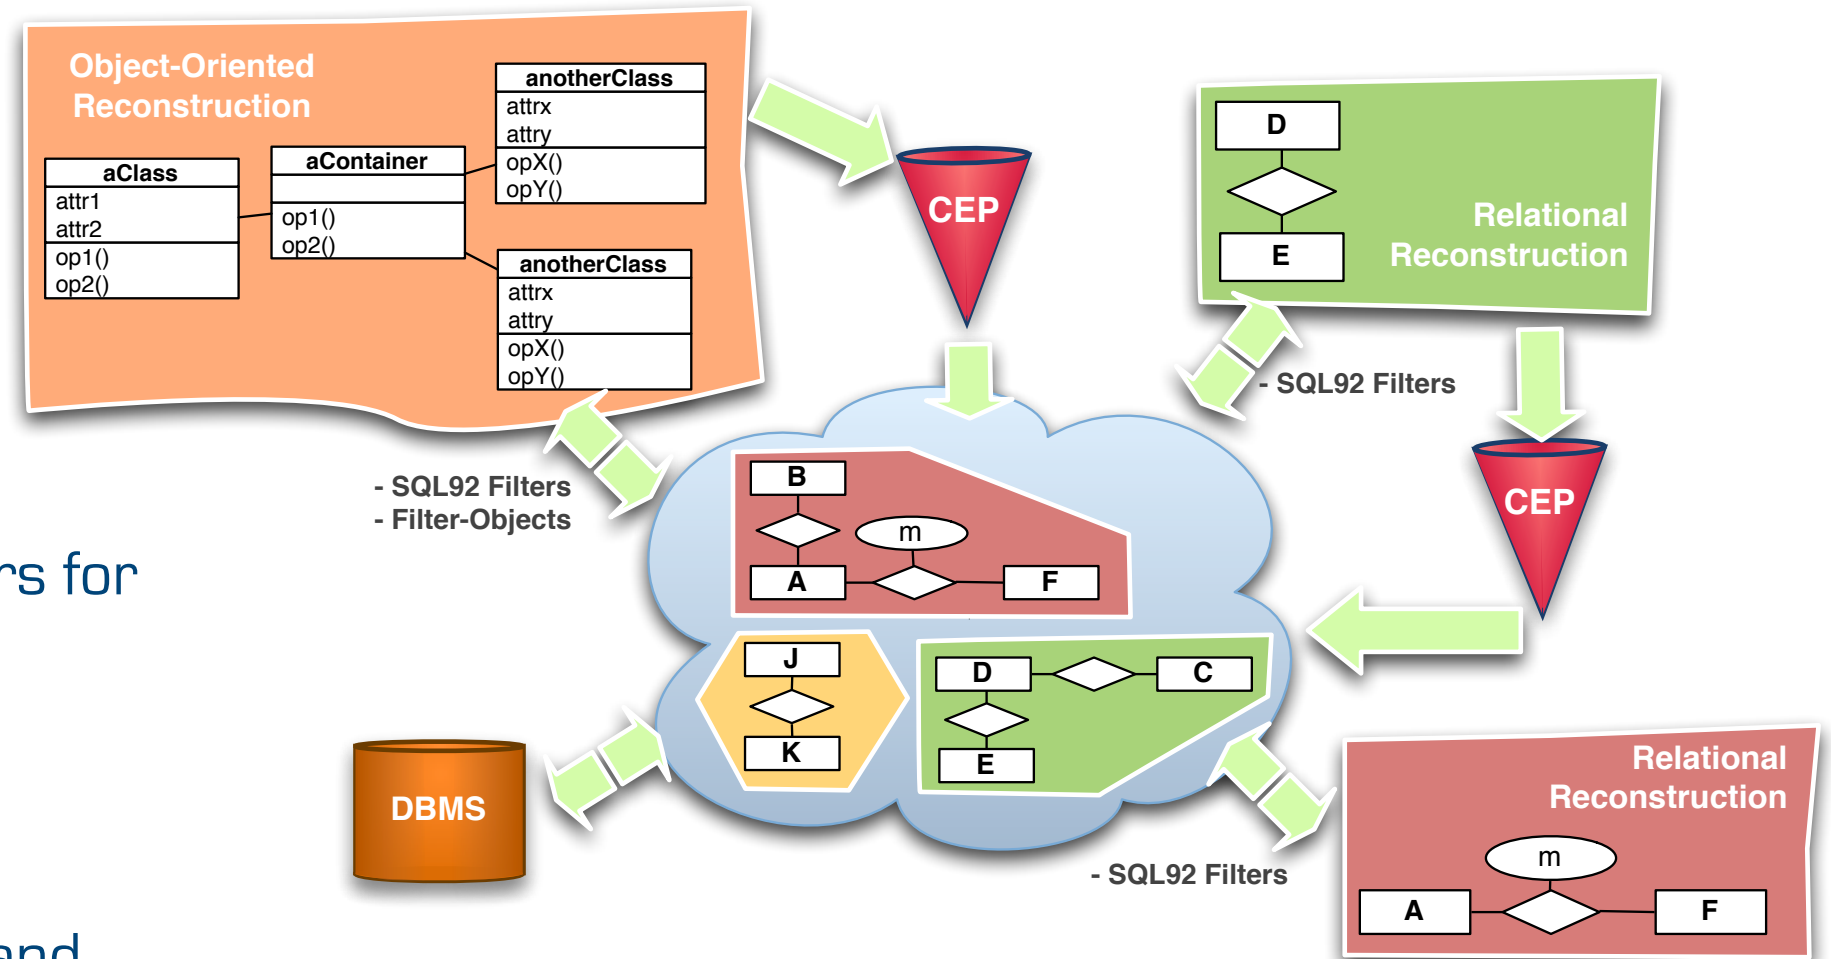 Object-Oriented
Reconstruction
aClass
attr1
attr2
op1()
op2()
aContainer
op1()
op2()
anotherClass
attrx
attry
opX()
opY()
anotherClass
attrx
attry
opX()
opY()
CEP
D
E
Relational
Reconstruction
- SQL92 Filters
CEP
- SQL92 Filters
- Filter-Objects
B
m
A
F
rs for
J
K
D
C
E
DBMS
- SQL92 Filters
Relational
Reconstruction
m
A
F
and